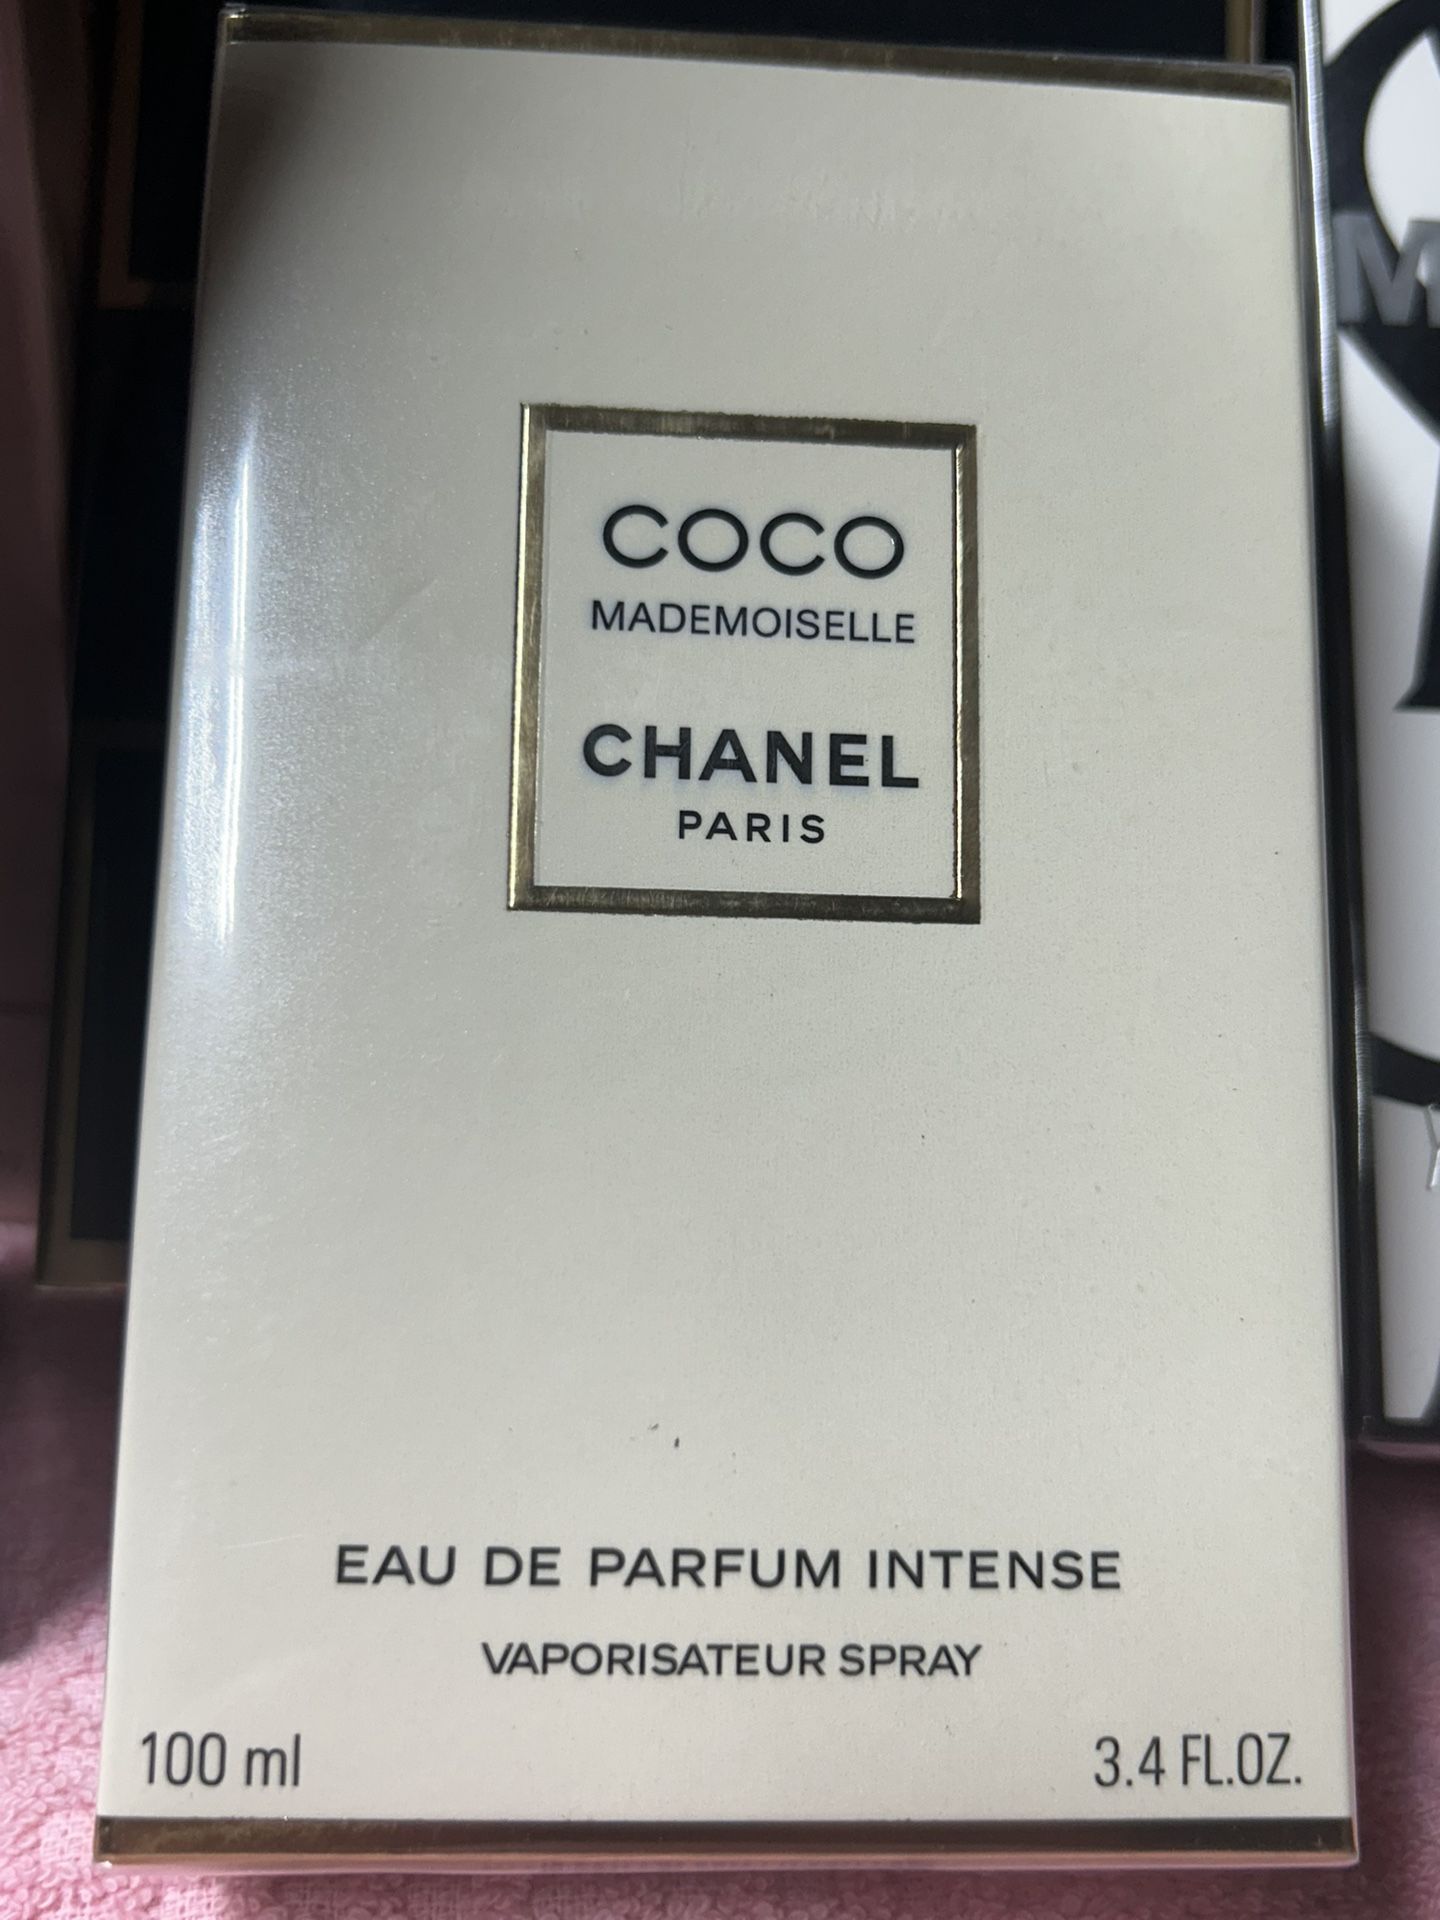 COCO
MADEMOISELLE
CHANEL
PARIS
EAU DE PARFUM INTENSE
VAPORISATEUR SPRAY
100 ml
3.4 FL.OZ.